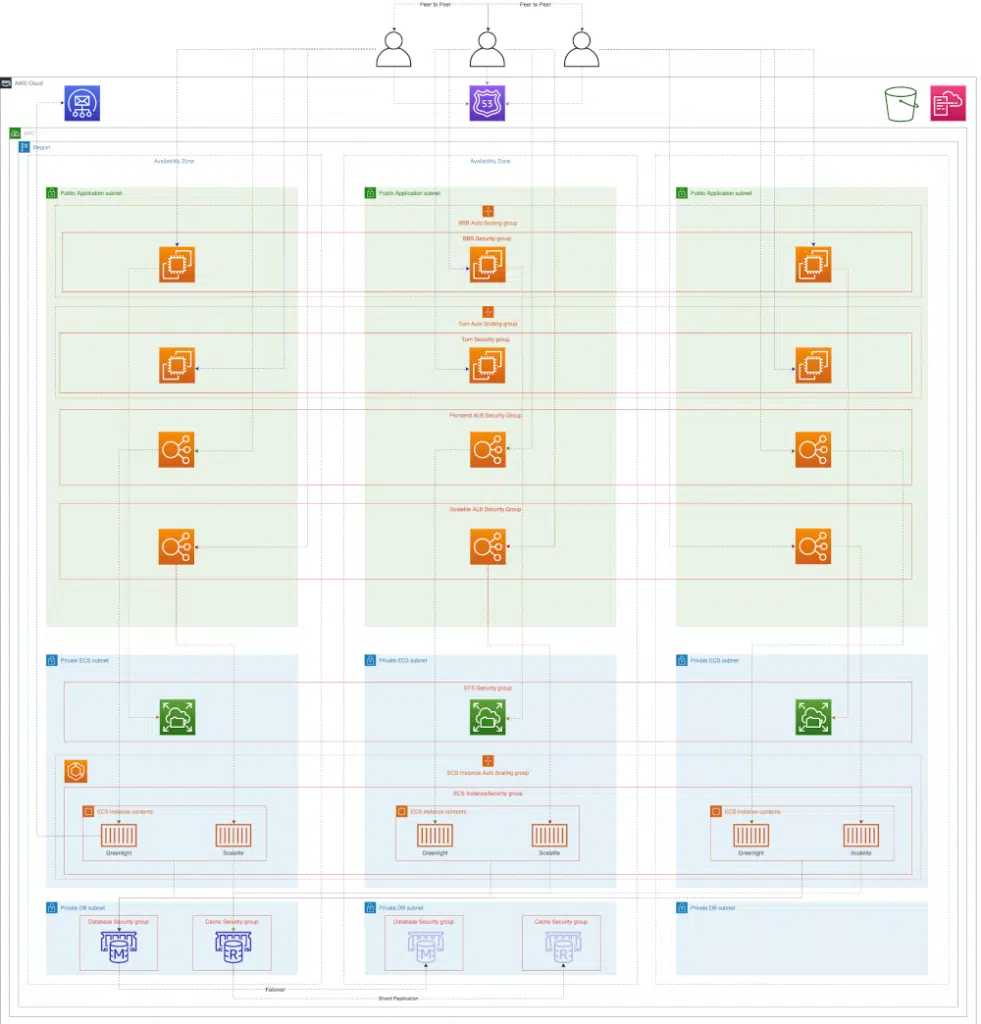 Peer to Peer
Peer to Peer
AWS Cloud
53
VPC
Region
Availability Zone
Availability Zone
Public Application subnet
Public Application subnet
Public Application subnet
BBB Auto Scaling group
BBB Security group
Turn Auto Scaling group
Turn Security group
Frontend ALB Security Group
Scalelite ALB Security Group
Private ECS subnet
Private ECS subnet
Private ECS subnet
EFS Security group
ECS Instance Auto Scaling group
ECS InstanceSecurity group
ECS Instance contents
ECS Instance contents
ECS Instance contents
Greenlight
Scalelite
Greenlight
Scalelite
Greenlight
Scalelite
Private DB subnet
Private DB subnet
Private DB subnet
Database Security group
Cache Security group
Database Security group
Cache Security group
M
R
M
R
Failover
Shard Replication